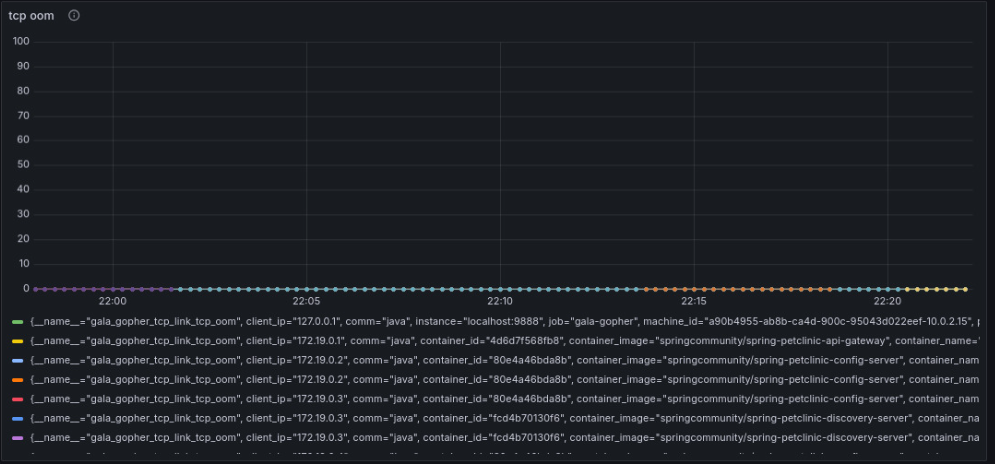 tcp oom
100
90
80
70
60
50
40
30
20
10
0
22:00 22:05 22:10 22:15 22:20
{__name__="gala_gopher_tcp_link_tcp_oom", client_ip="127.0.0.1", comm="java", instance="localhost:9888", job="gala-gopher", machine_id="a90b4955-ab8b-ca4d-900c-95043d022eef-10.0.2.15",
{__name__="gala_gopher_tcp_link_tcp_oom", client_ip="172.19.0.1", comm="java", container_id="4d6d7f568fb8", container_image="springcommunity/spring-petclinic-api-gateway", container_name="
{__name__="gala_gopher_tcp_link_tcp_oom", client_ip="172.19.0.2", comm="java", container_id="80e4a46bda8b", container_image="springcommunity/spring-petclinic-config-server", container_nam
{__name__="gala_gopher_tcp_link_tcp_oom", client_ip="172.19.0.2", comm="java", container_id="80e4a46bda8b", container_image="springcommunity/spring-petclinic-config-server", container_nam
{__name__="gala_gopher_tcp_link_tcp_oom", client_ip="172.19.0.3", comm="java", container_id="80e4a46bda8b", container_image="springcommunity/spring-petclinic-config-server", container_nam
{__name__="gala_gopher_tcp_link_tcp_oom", client_ip="172.19.0.3", comm="java", container_id="fcd4b70130f6", container_image="springcommunity/spring-petclinic-discovery-server", container_na
{__name__="gala_gopher_tcp_link_tcp_oom", client_ip="172.19.0.3", comm="java", container_id="fcd4b70130f6", container_image="springcommunity/spring-petclinic-discovery-server", container_na